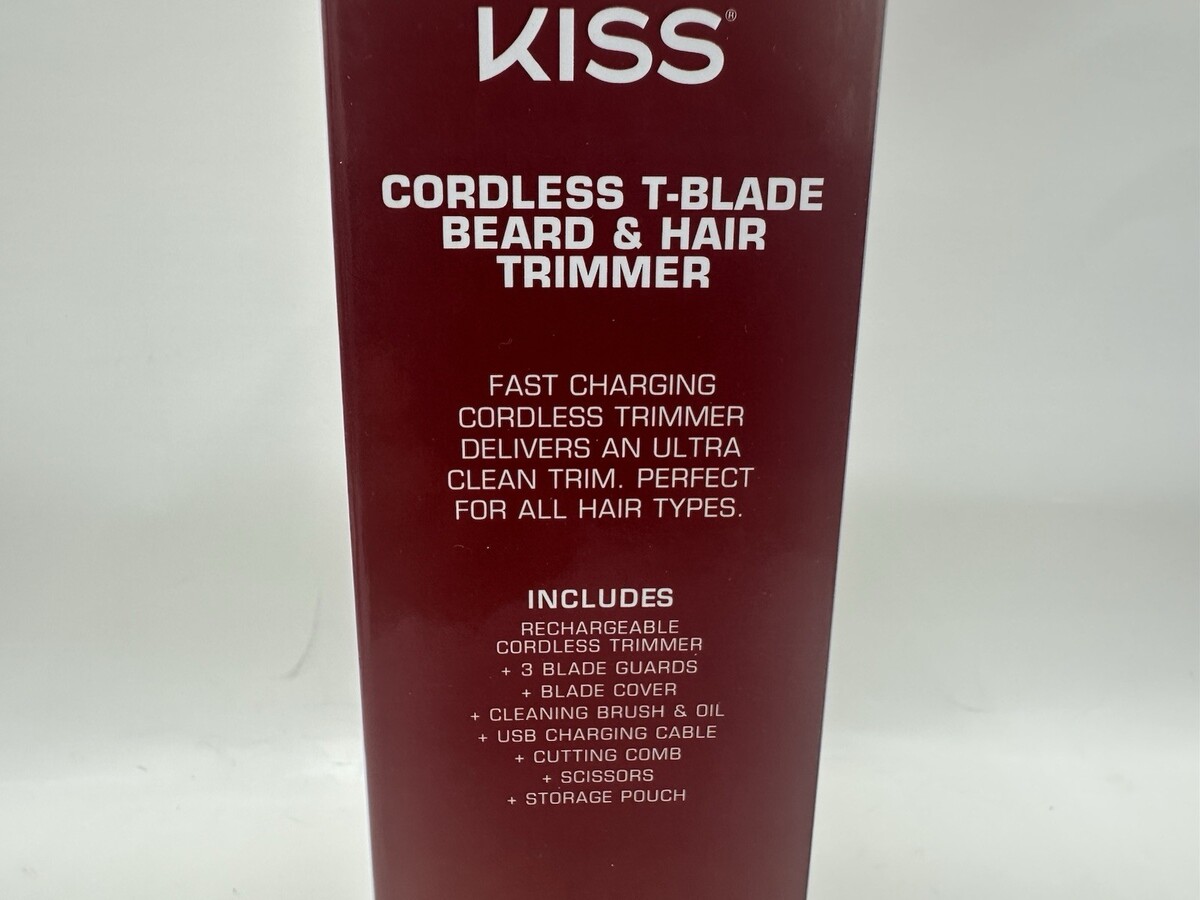 KISS®
CORDLESS T-BLADE
BEARD & HAIR
TRIMMER
FAST CHARGING
CORDLESS TRIMMER
DELIVERS AN ULTRA
CLEAN TRIM. PERFECT
FOR ALL HAIR TYPES.
INCLUDES
RECHARGEABLE
CORDLESS TRIMMER
+ 3 BLADE GUARDS
+ BLADE COVER
+ CLEANING BRUSH & OIL
+ USB CHARGING CABLE
+ CUTTING COMB
+ SCISSORS
+ STORAGE POUCH